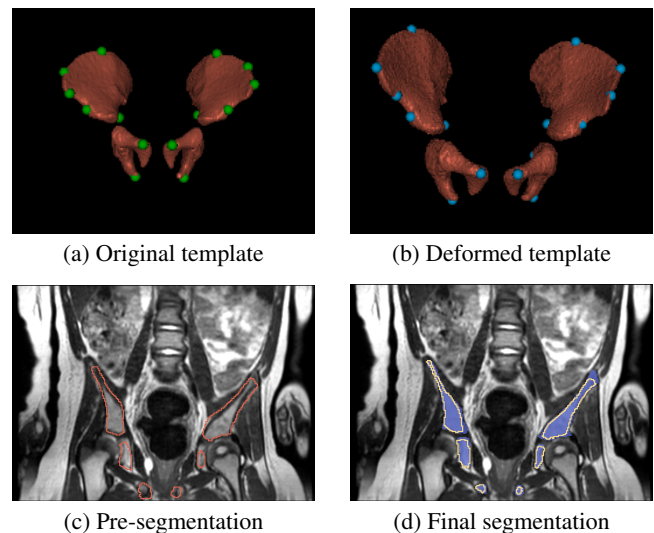 (a) Original template
(b) Deformed template
(c) Pre-segmentation
(d) Final segmentation